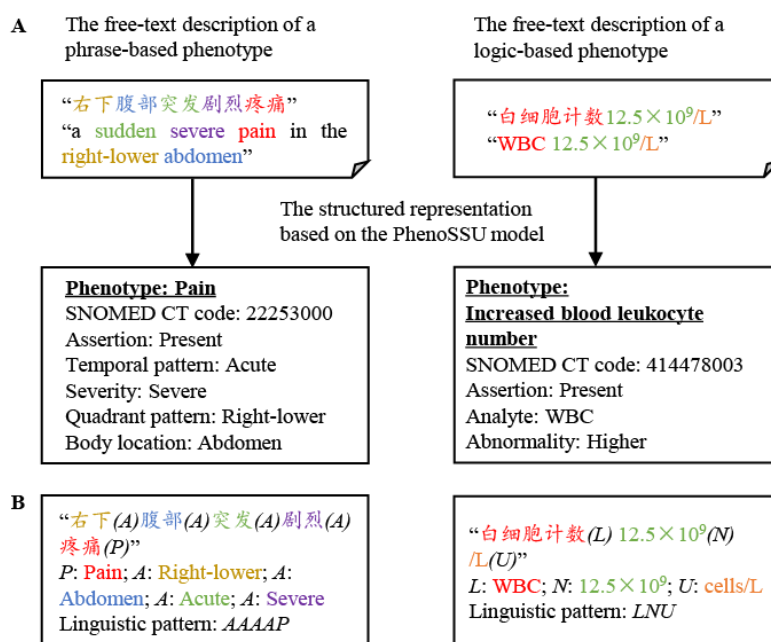 A
The free-text description of a
phrase-based phenotype
“右下腹部突发剧烈疼痛”
“a sudden severe pain in the
right-lower abdomen”
The free-text description of a
logic-based phenotype
“白细胞计数12.5×10⁹/L”
“WBC 12.5×10⁹/L”
The structured representation
based on the PhenoSSU model
Phenotype: Pain
SNOMED CT code: 22253000
Assertion: Present
Temporal pattern: Acute
Severity: Severe
Quadrant pattern: Right-lower
Body location: Abdomen
Phenotype:
Increased blood leukocyte
number
SNOMED CT code: 414478003
Assertion: Present
Analyte: WBC
Abnormality: Higher
B
“右下(A)腹部(A)突发(A)剧烈(A)
疼痛(P)”
P: Pain; A: Right-lower; A:
Abdomen; A: Acute; A: Severe
Linguistic pattern: AAAAP
“白细胞计数(L) 12.5×10⁹(N)
/L(U)”
L: WBC; N: 12.5×10⁹; U: cells/L
Linguistic pattern: LNU